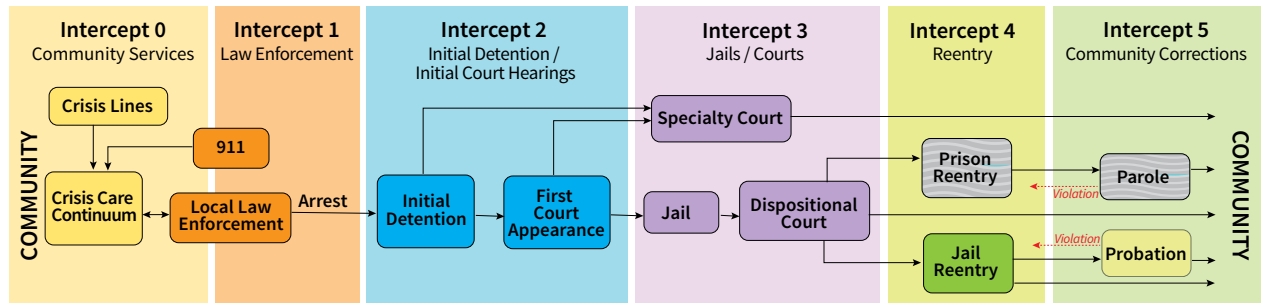 Intercept 0
Community Services
Intercept 1
Law Enforcement
Intercept 2
Initial Detention /
Initial Court Hearings
Intercept 3
Jails / Courts
Intercept 4
Reentry
Intercept 5
Community Corrections
COMMUNITY
Crisis Lines
911
Crisis Care
Continuum
Local Law
Enforcement
Arrest
Initial
Detention
First
Court
Appearance
Specialty Court
Jail
Dispositional
Court
Prison
Reentry
Parole
Violation
Jail
Reentry
Violation
Probation
COMMUNITY